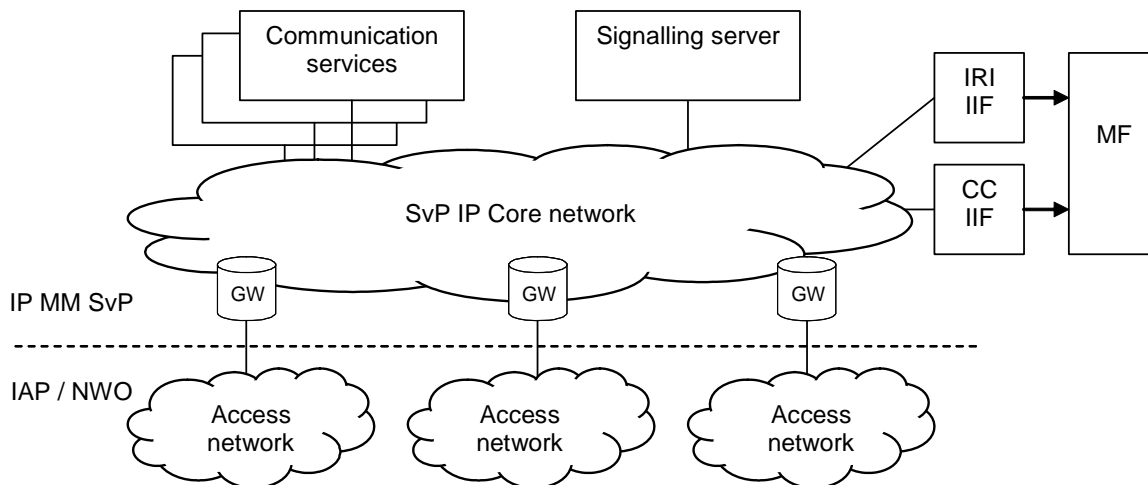 Communication
services
Signalling server
IRI
IIF
MF
CC
IIF
SvP IP Core network
GW
GW
GW
IP MM SvP
IAP / NWO
Access
network
Access
network
Access
network